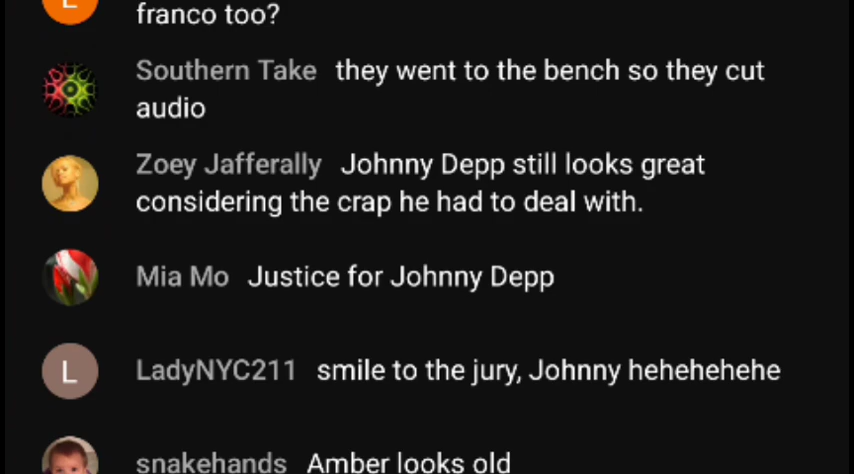 L
franco too?
Southern Take they went to the bench so they cut
audio
Zoey Jafferally Johnny Depp still looks great
considering the crap he had to deal with.
Mia Mo Justice for Johnny Depp
L LadyNYC211 smile to the jury, Johnny hehehehehe
snakehands Amber looks old